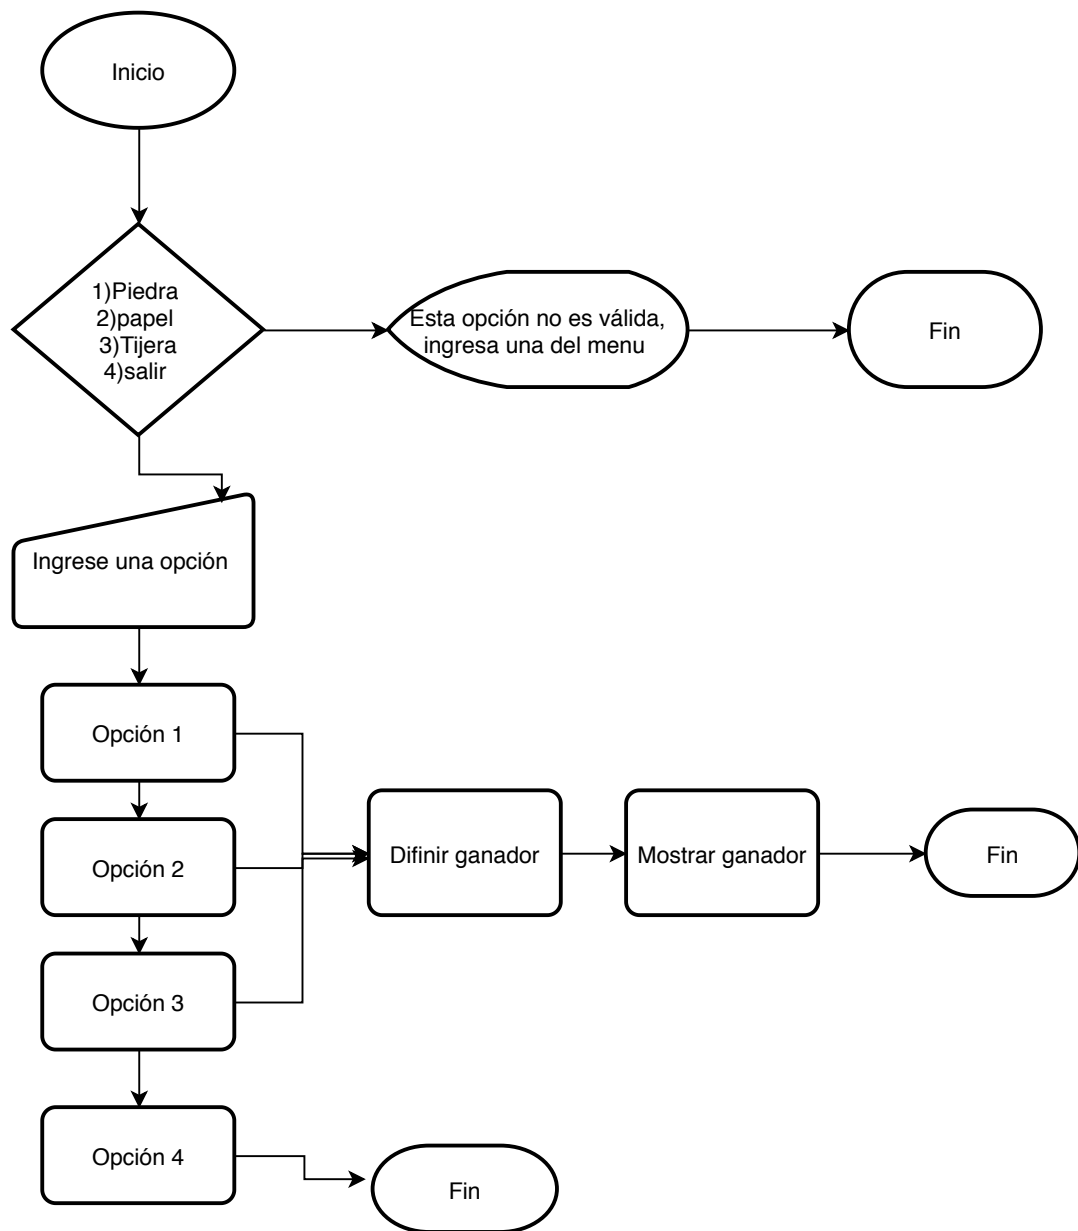 Inicio
1)Piedra
2)papel
3)Tijera
4)salir
Esta opción no es válida,
ingresa una del menu
Fin
Ingrese una opción
Opción 1
Opción 2
Difinir ganador
Mostrar ganador
Fin
Opción 3
Opción 4
Fin